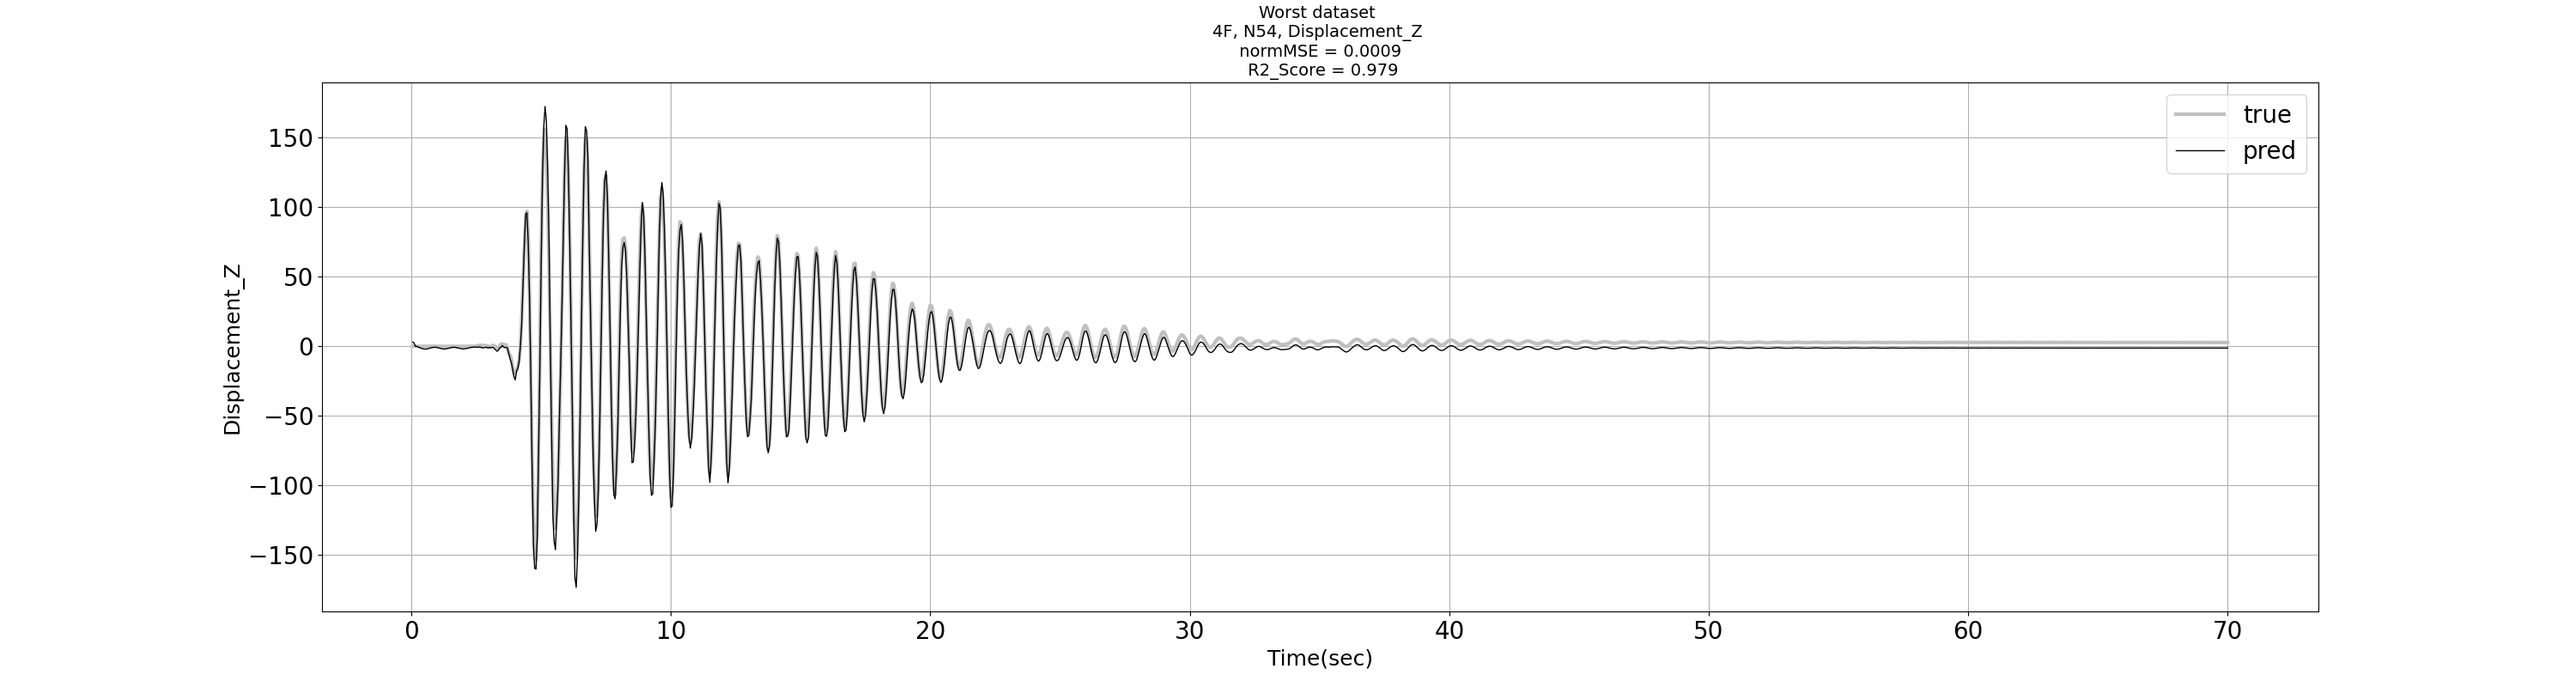 Worst dataset
4F, N54, Displacement_Z
normMSE = 0.0009
R2_Score = 0.979
true
pred
150
100
50
0
−50
−100
−150
Displacement_Z
0 10 20 30 40 50 60 70
Time(sec)